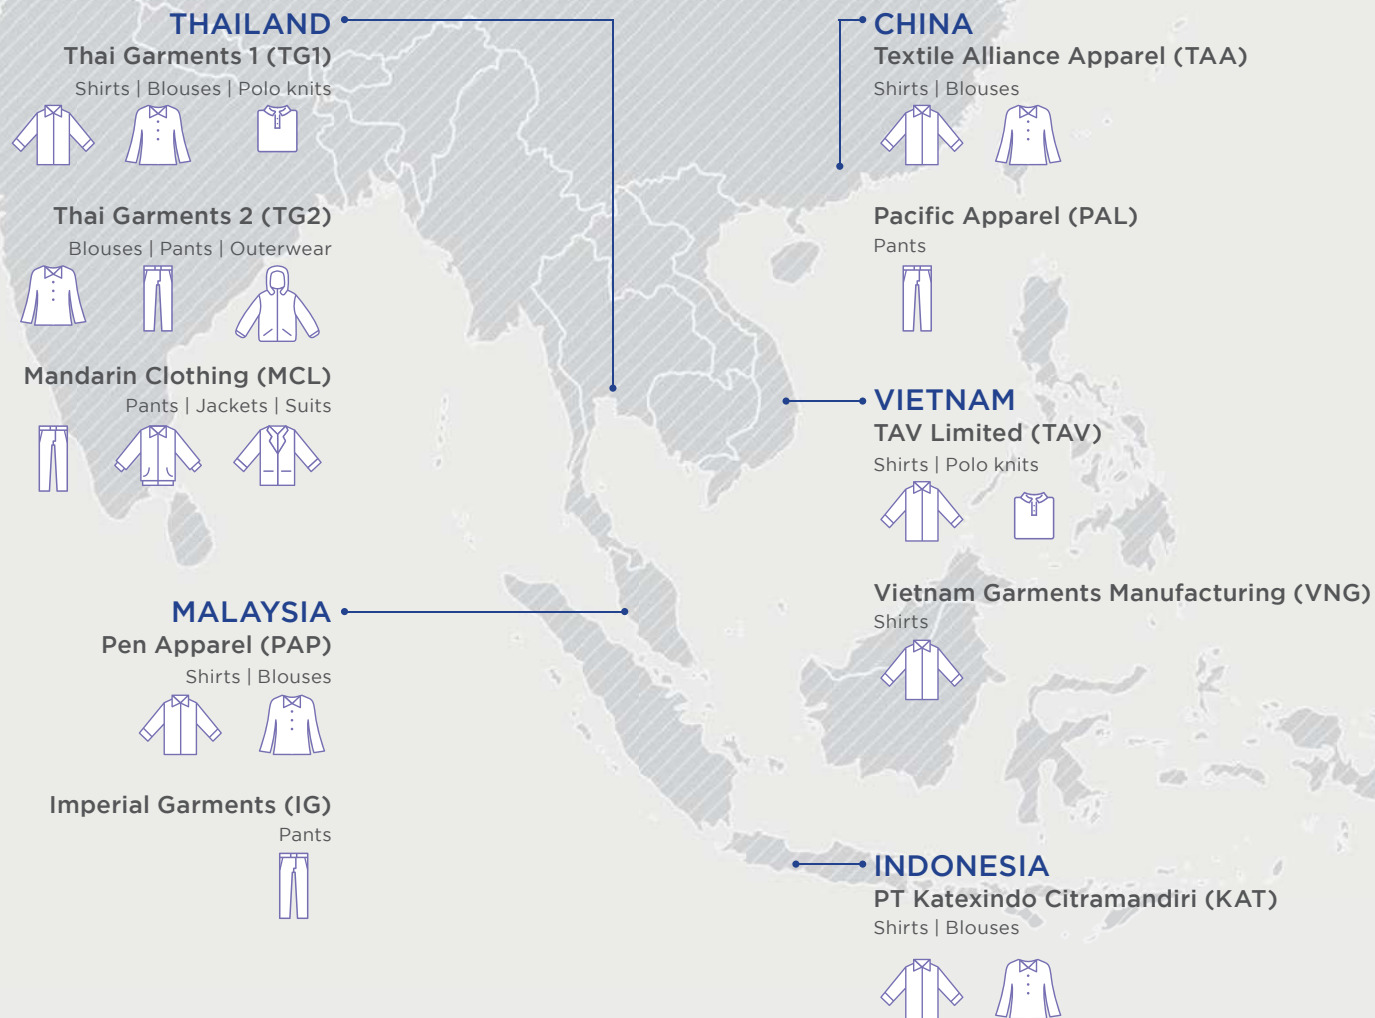 THAILAND
Thai Garments 1 (TG1)
Shirts | Blouses | Polo knits
Thai Garments 2 (TG2)
Blouses | Pants | Outerwear
Mandarin Clothing (MCL)
Pants | Jackets | Suits
MALAYSIA
Pen Apparel (PAP)
Shirts | Blouses
Imperial Garments (IG)
Pants
CHINA
Textile Alliance Apparel (TAA)
Shirts | Blouses
Pacific Apparel (PAL)
Pants
VIETNAM
TAV Limited (TAV)
Shirts | Polo knits
Vietnam Garments Manufacturing (VNG)
Shirts
INDONESIA
PT Katexindo Citramandiri (KAT)
Shirts | Blouses